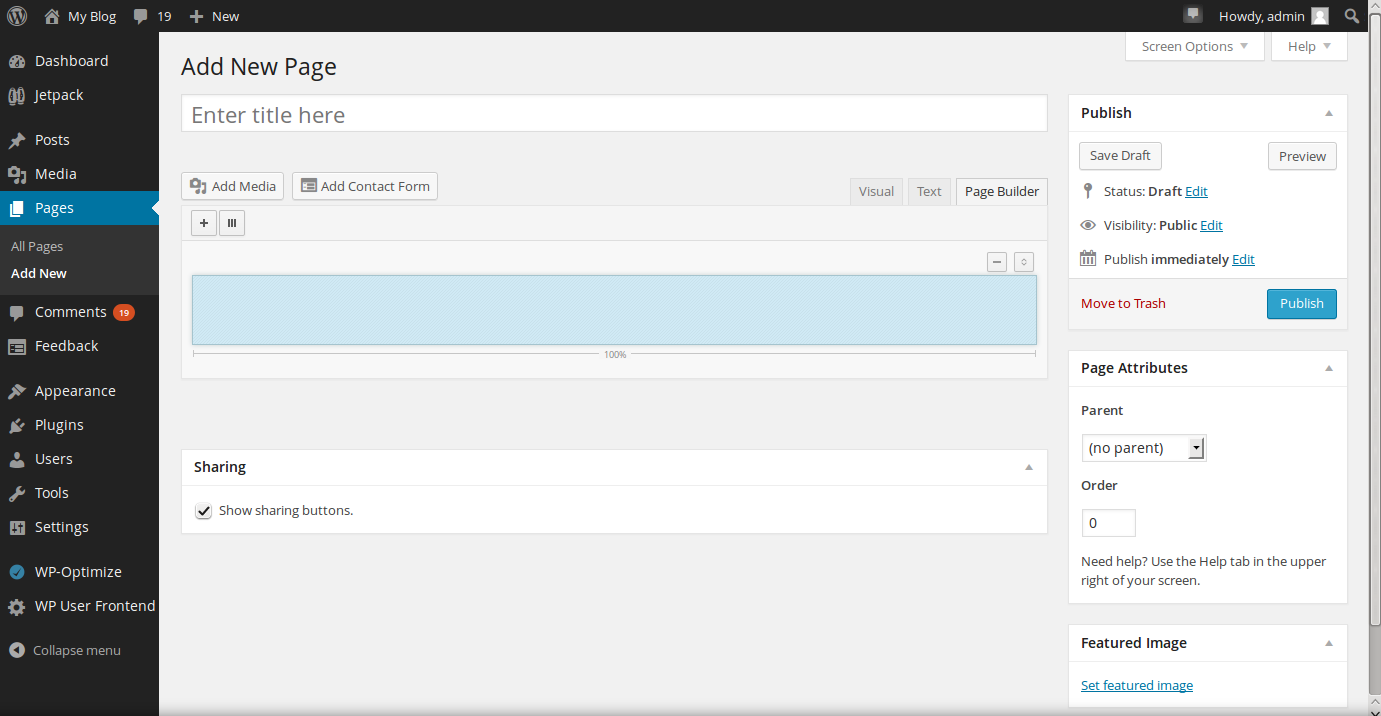 My Blog 19 New
Howdy, admin
Dashboard
Jetpack
Posts
Media
Pages
All Pages
Add New
Comments 19
Feedback
Appearance
Plugins
Users
Tools
Settings
WP-Optimize
WP User Frontend
Collapse menu
Screen Options Help
Add New Page
Enter title here
Add Media Add Contact Form
Visual Text Page Builder
100%
Sharing
Show sharing buttons.
Publish
Save Draft Preview
Status: Draft Edit
Visibility: Public Edit
Publish immediately Edit
Move to Trash Publish
Page Attributes
Parent
(no parent)
Order
0
Need help? Use the Help tab in the upper
right of your screen.
Featured Image
Set featured image